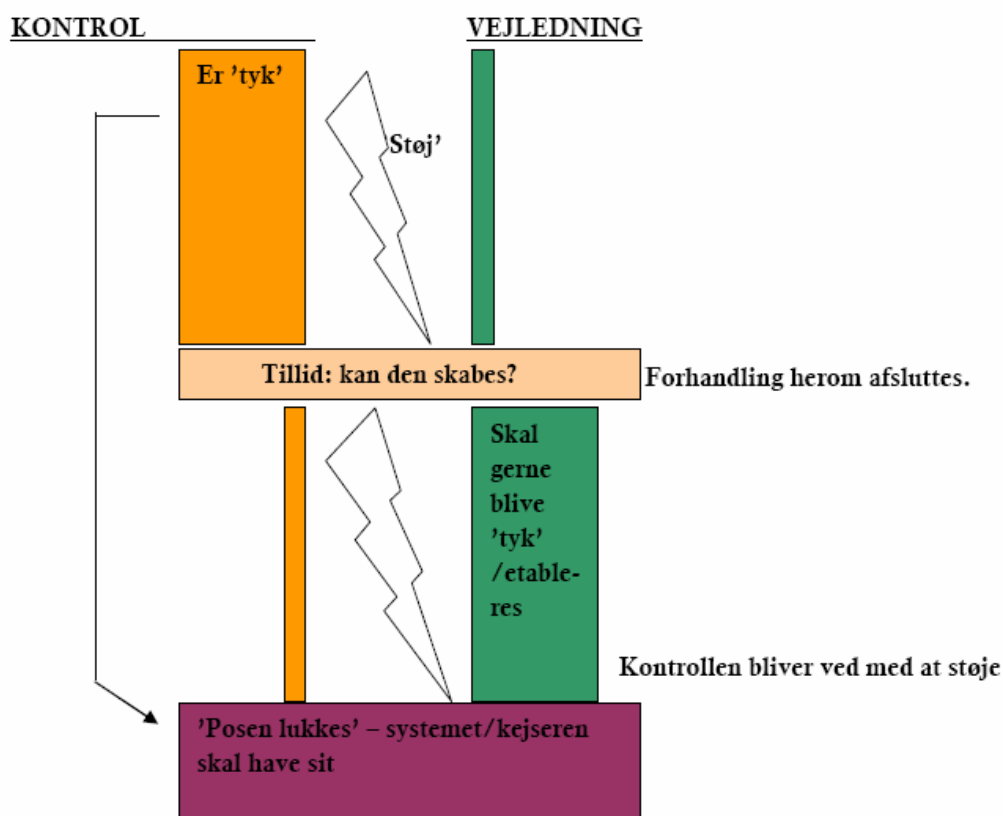 KONTROL
VEJLEDNING
Er ’tyk’
Støj’
Tillid: kan den skabes?
Forhandling herom afsluttes.
Skal
gerne
blive
’tyk’
/etable-
res
Kontrollen bliver ved med at støje
’Posen lukkes’ – systemet/kejseren
skal have sit